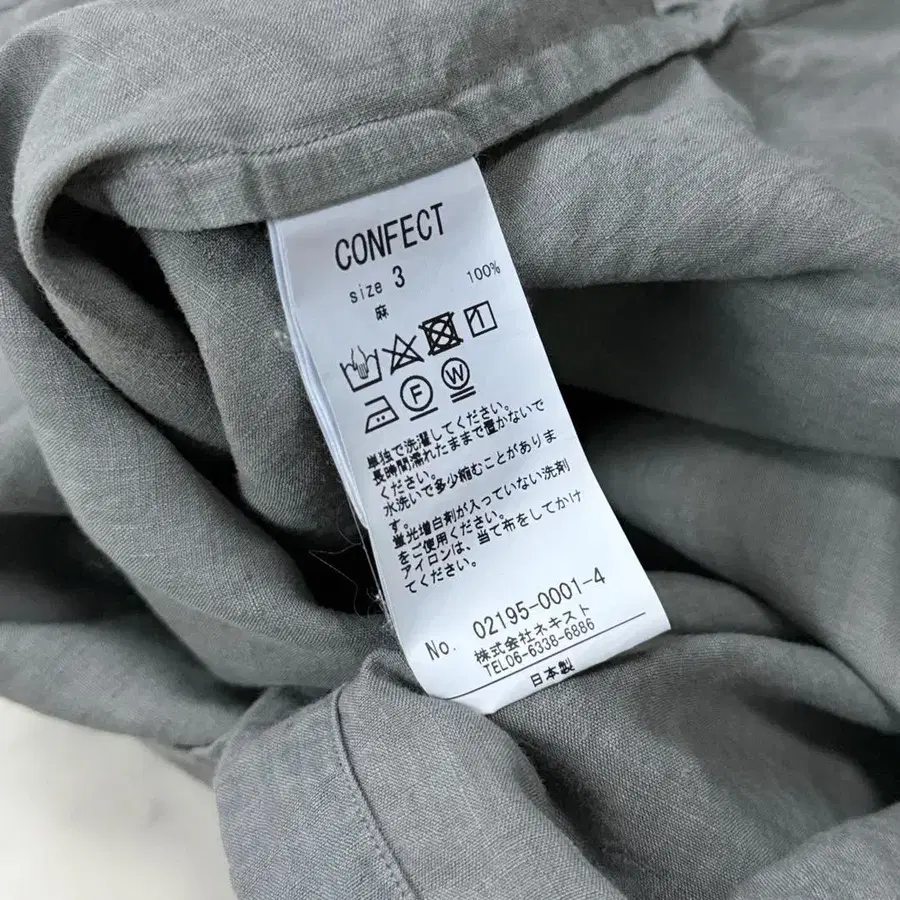 CONFECT
size 3
麻 100%
F W
単独で洗濯してください。
長時間濡れたままで置かないで
ください。
水洗いで多少縮むことがありま
す。
蛍光増白剤が入っていない洗剤
をご使用ください。
アイロンは、当て布をしてかけ
てください。
No. 02195-0001-4
株式会社ネキスト
TEL06-6338-6886
日本製